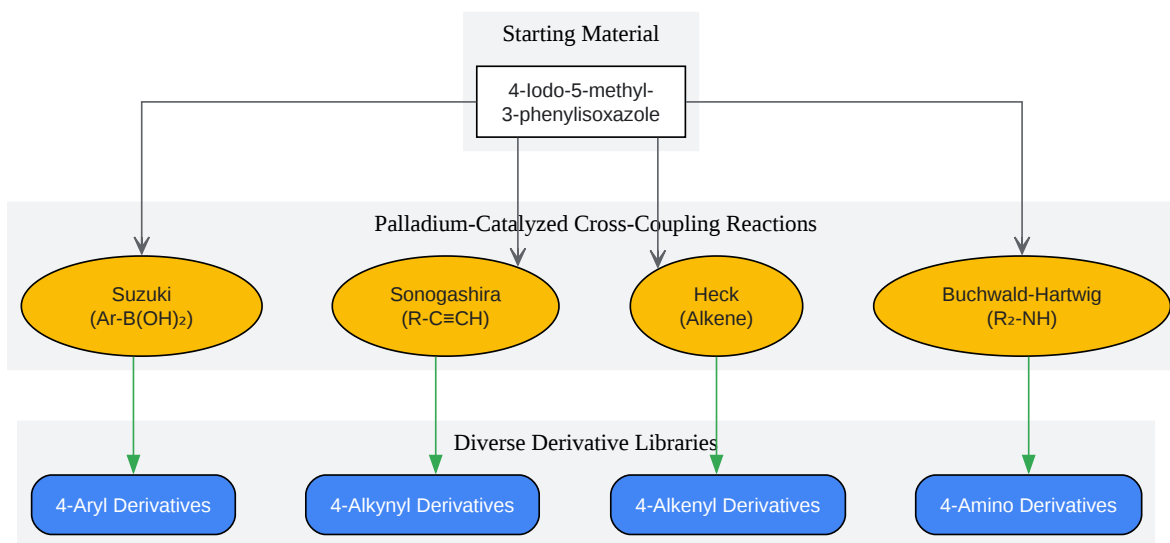 Starting Material
4-Iodo-5-methyl-
3-phenylisoxazole
Palladium-Catalyzed Cross-Coupling Reactions
Suzuki
(Ar-B(OH)₂)
Sonogashira
(R-C≡CH)
Heck
(Alkene)
Buchwald-Hartwig
(R₂-NH)
Diverse Derivative Libraries
4-Aryl Derivatives
4-Alkynyl Derivatives
4-Alkenyl Derivatives
4-Amino Derivatives